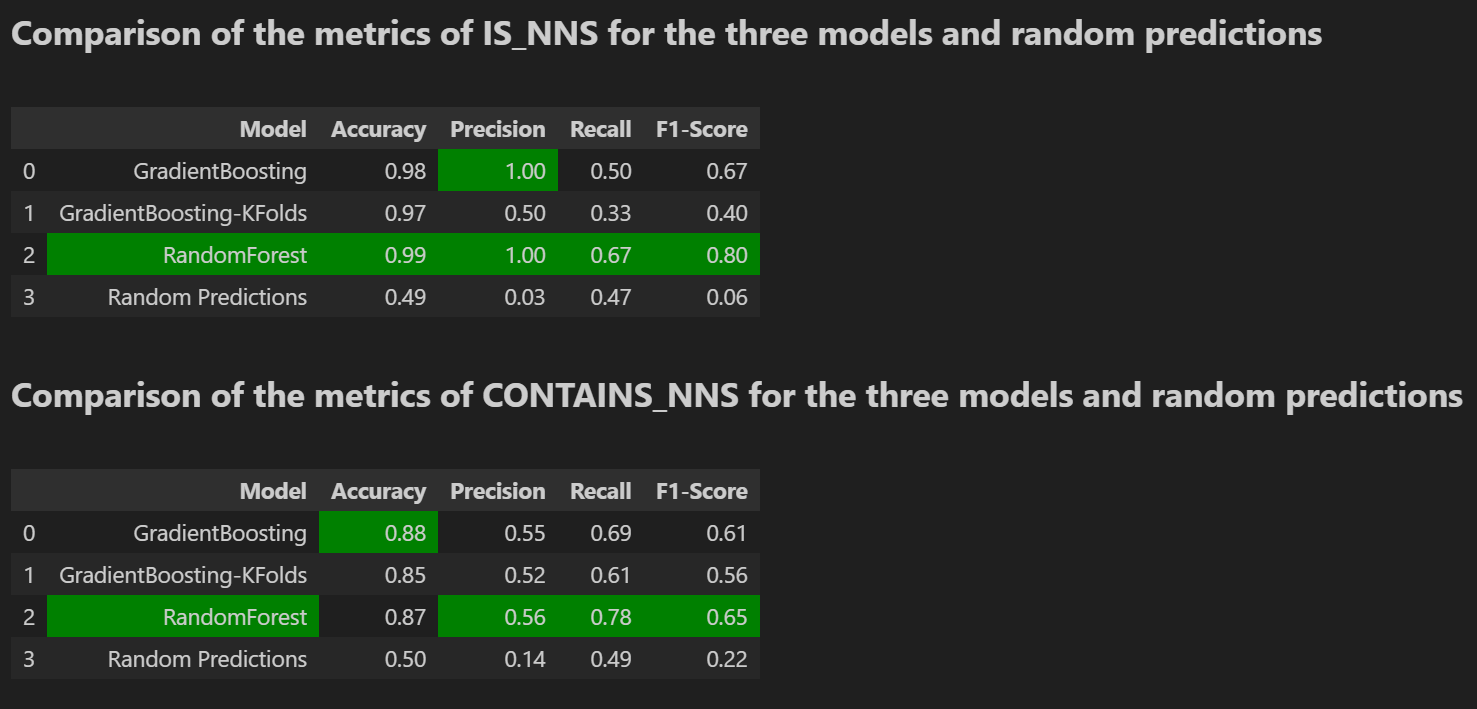 Comparison of the metrics of IS_NNS for the three models and random predictions
Model Accuracy Precision Recall F1-Score
0 GradientBoosting 0.98 1.00 0.50 0.67
1 GradientBoosting-KFolds 0.97 0.50 0.33 0.40
2 RandomForest 0.99 1.00 0.67 0.80
3 Random Predictions 0.49 0.03 0.47 0.06
Comparison of the metrics of CONTAINS_NNS for the three models and random predictions
Model Accuracy Precision Recall F1-Score
0 GradientBoosting 0.88 0.55 0.69 0.61
1 GradientBoosting-KFolds 0.85 0.52 0.61 0.56
2 RandomForest 0.87 0.56 0.78 0.65
3 Random Predictions 0.50 0.14 0.49 0.22